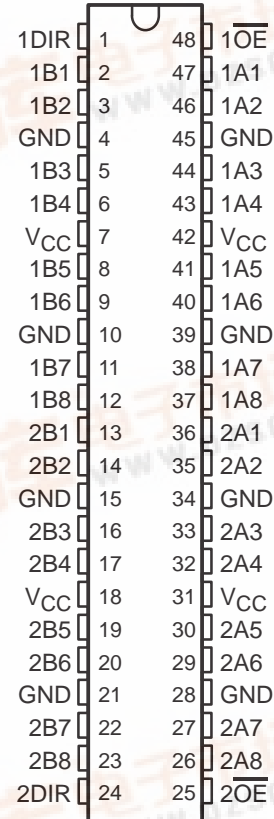 1DIR 1 48 1O̅E̅
1B1 2 47 1A1
1B2 3 46 1A2
GND 4 45 GND
1B3 5 44 1A3
1B4 6 43 1A4
VCC 7 42 VCC
1B5 8 41 1A5
1B6 9 40 1A6
GND 10 39 GND
1B7 11 38 1A7
1B8 12 37 1A8
2B1 13 36 2A1
2B2 14 35 2A2
GND 15 34 GND
2B3 16 33 2A3
2B4 17 32 2A4
VCC 18 31 VCC
2B5 19 30 2A5
2B6 20 29 2A6
GND 21 28 GND
2B7 22 27 2A7
2B8 23 26 2A8
2DIR 24 25 2O̅E̅